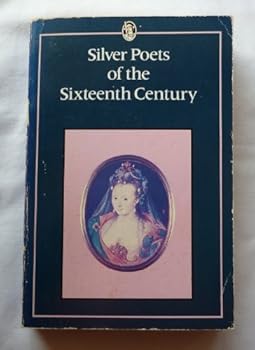 Silver Poets
of the
Sixteenth Century